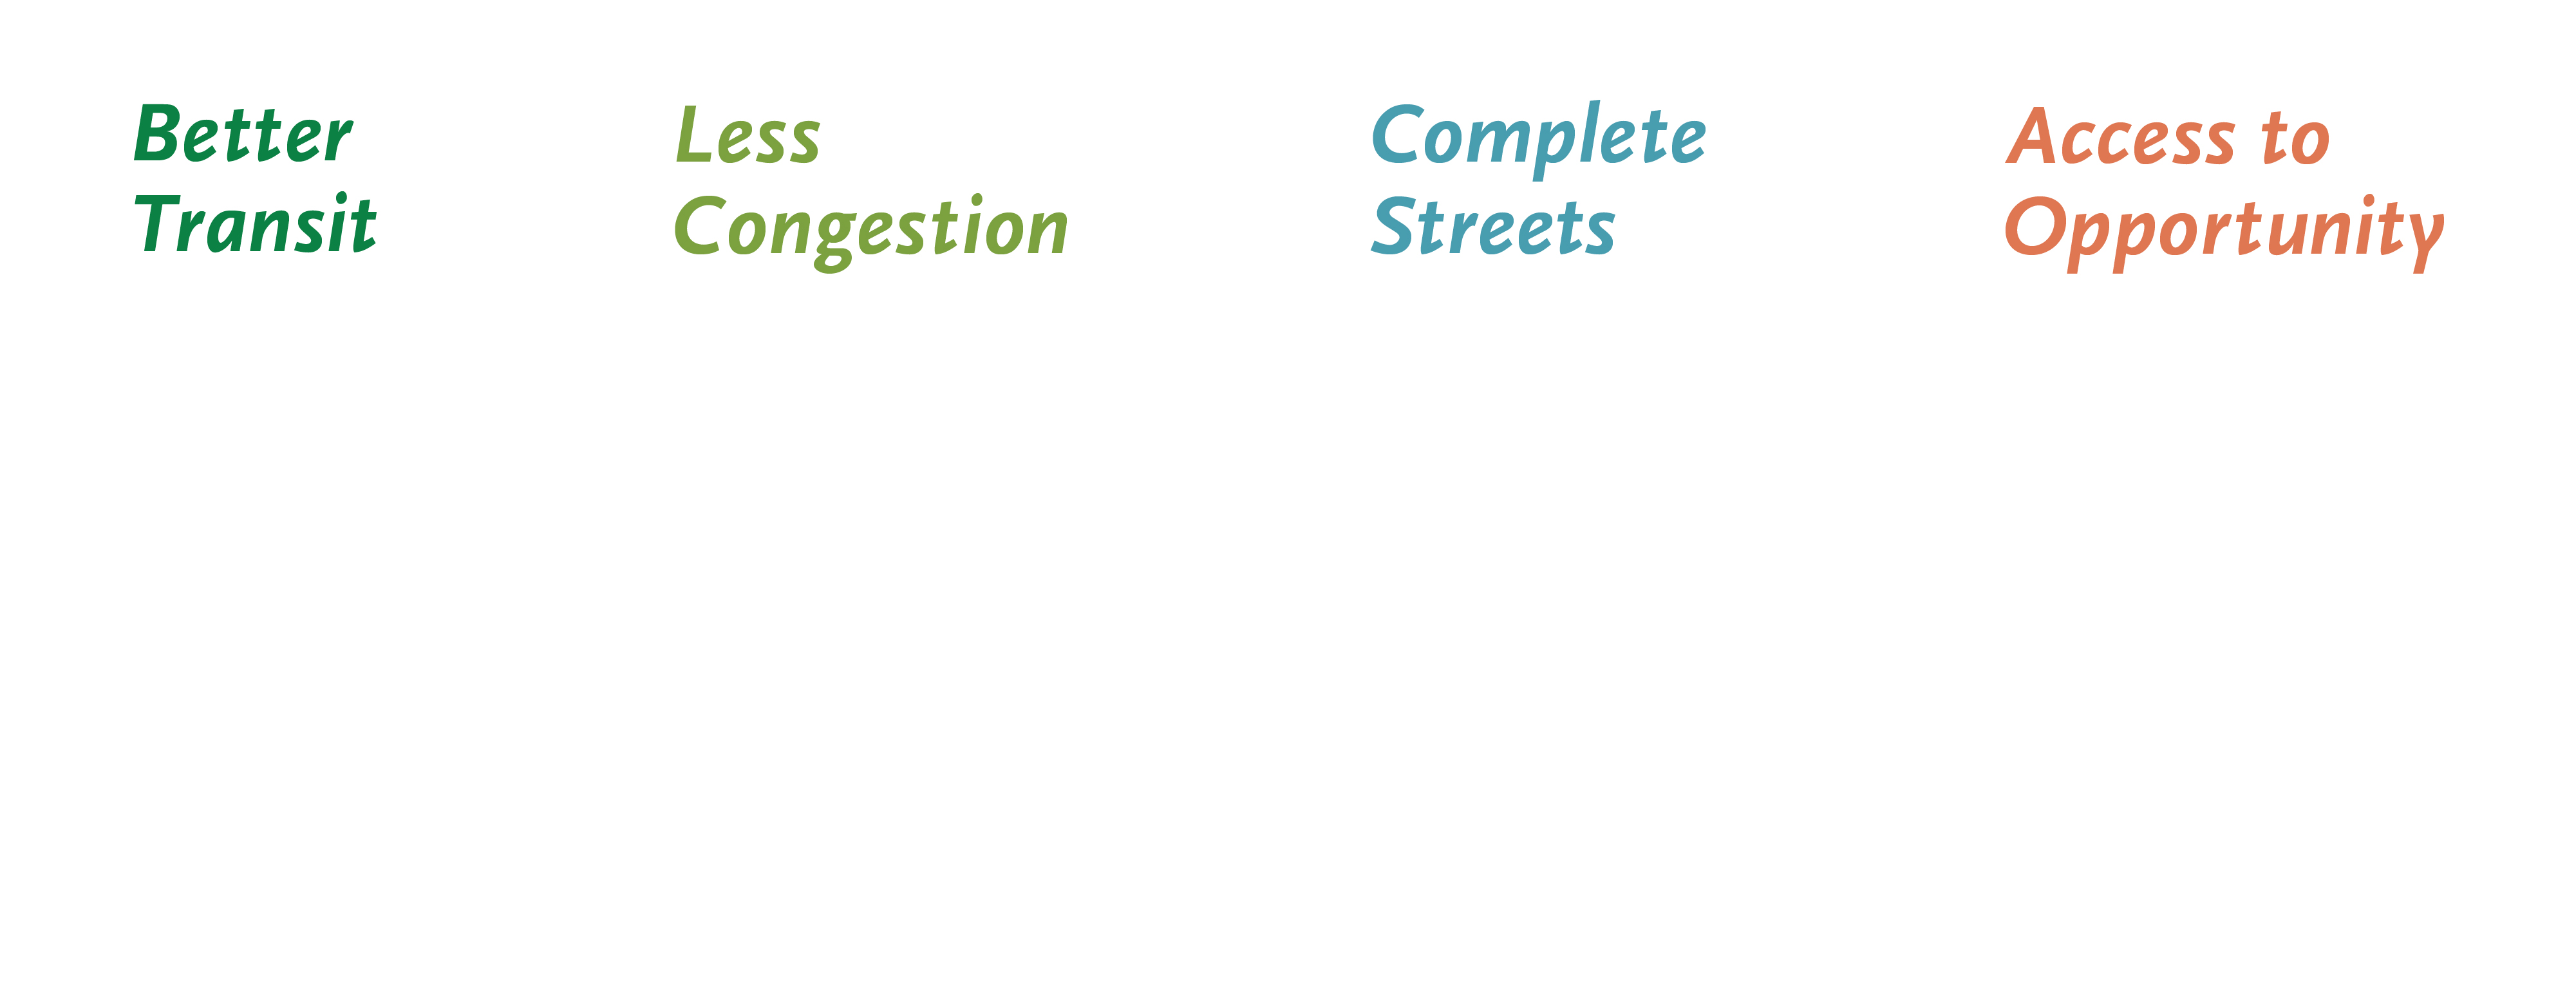 Better
Transit
Less
Congestion
Complete
Streets
Access to
Opportunity